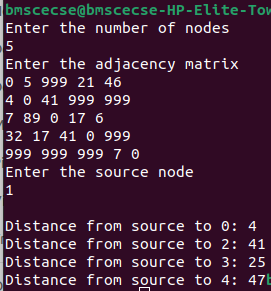 bmscecse@bmscecse-HP-Elite-Tow
Enter the number of nodes
5
Enter the adjacency matrix
0 5 999 21 46
4 0 41 999 999
7 89 0 17 6
32 17 41 0 999
999 999 999 7 0
Enter the source node
1
Distance from source to 0: 4
Distance from source to 2: 41
Distance from source to 3: 25
Distance from source to 4: 47b